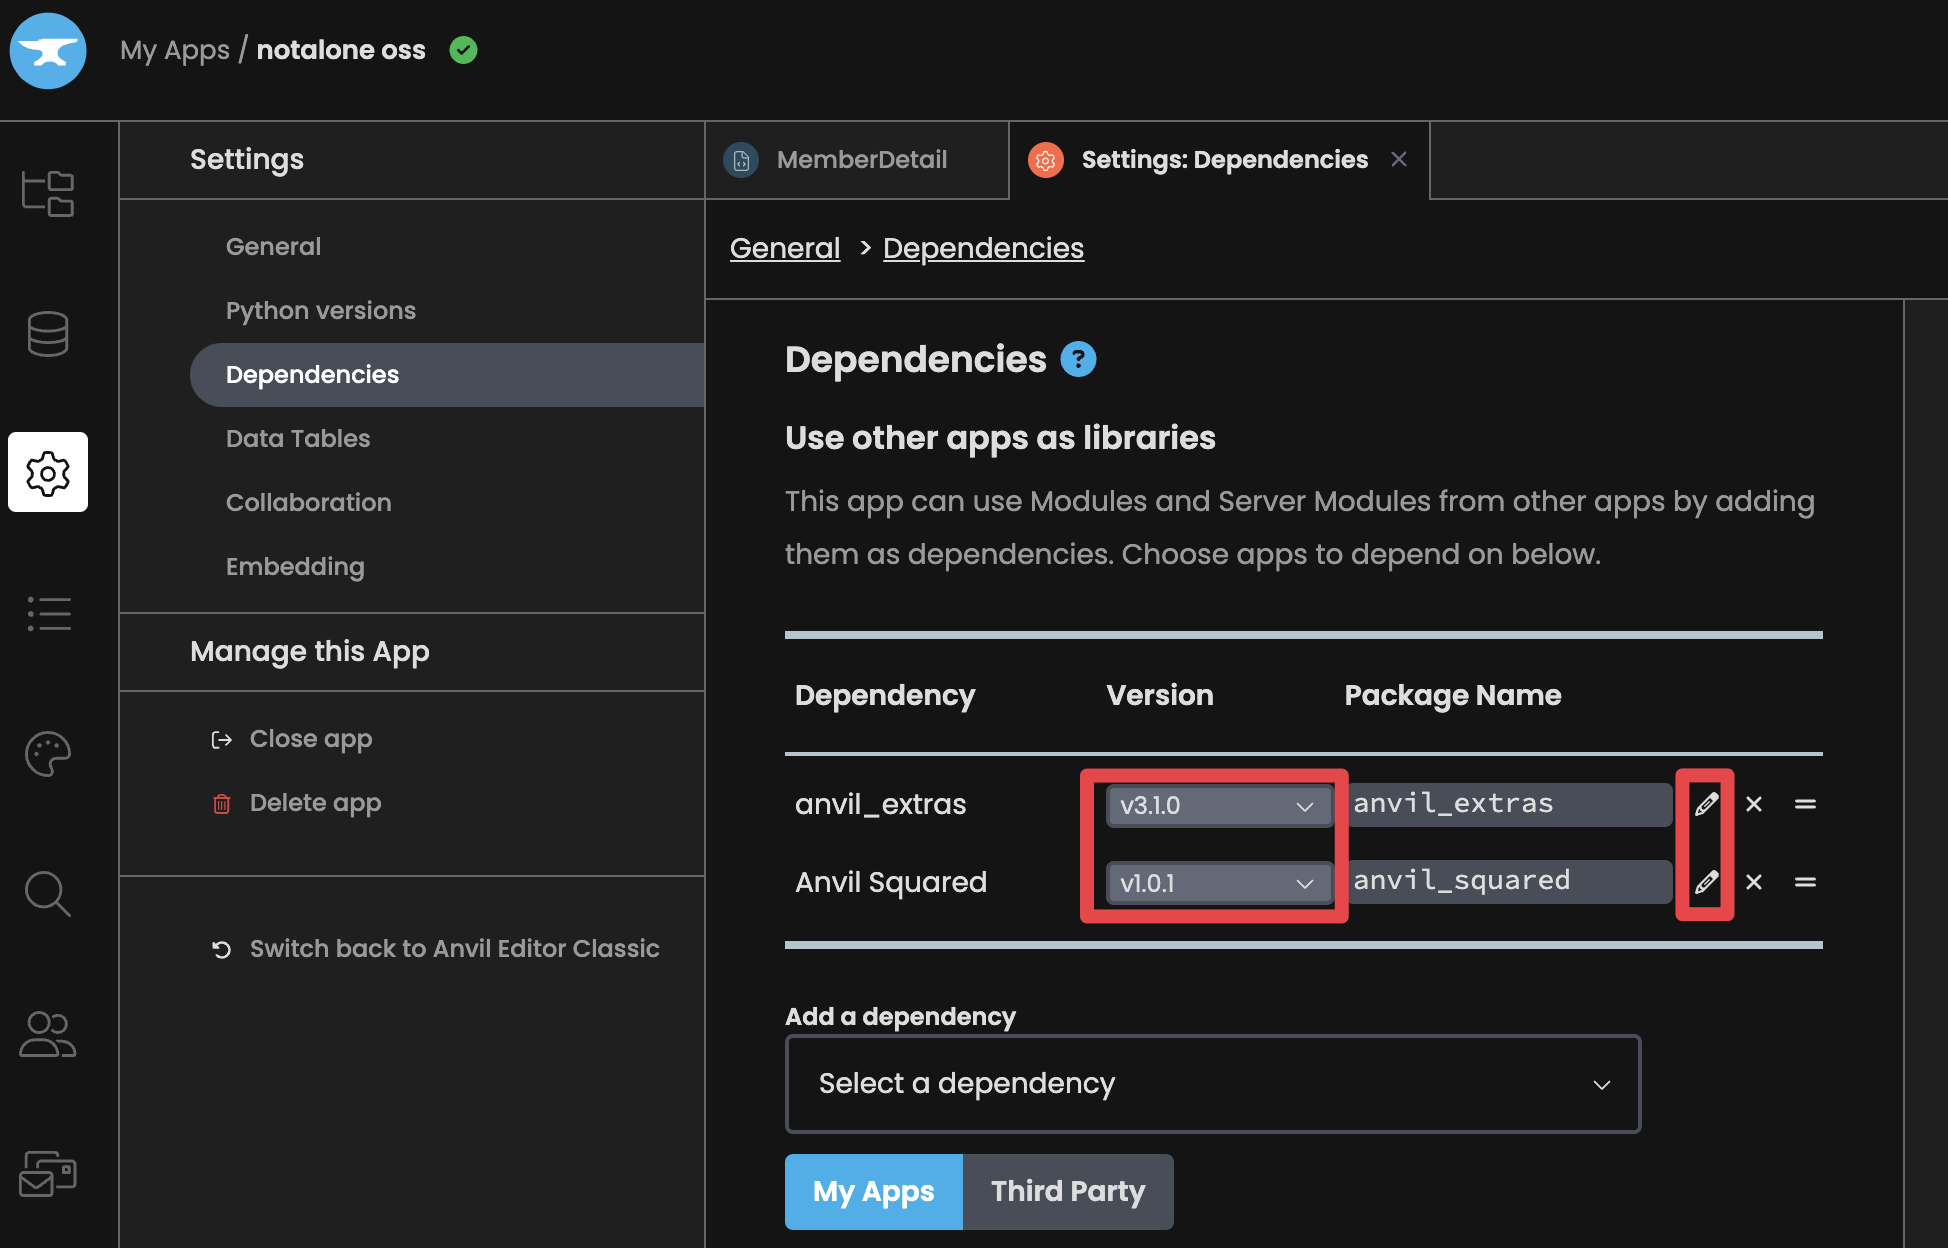 My Apps / notalone oss
Settings
General
Python versions
Dependencies
Data Tables
Collaboration
Embedding
Manage this App
Close app
Delete app
Switch back to Anvil Editor Classic
MemberDetail
Settings: Dependencies
General > Dependencies
Dependencies ?
Use other apps as libraries
This app can use Modules and Server Modules from other apps by adding
them as dependencies. Choose apps to depend on below.
Dependency Version Package Name
anvil_extras v3.1.0 anvil_extras
Anvil Squared v1.0.1 anvil_squared
Add a dependency
Select a dependency
My Apps Third Party